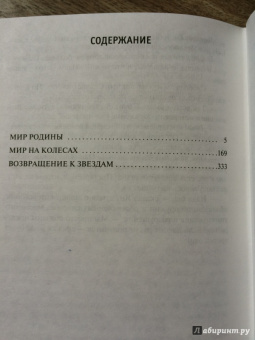 СОДЕРЖАНИЕ
МИР РОДИНЫ . . . . . . . . . . . . . . . . . . . . . . . . 5
МИР НА КОЛЕСАХ . . . . . . . . . . . . . . . . . . . . . 169
ВОЗВРАЩЕНИЕ К ЗВЕЗДАМ . . . . . . . . . . . . . 333
Лабиринт.ру